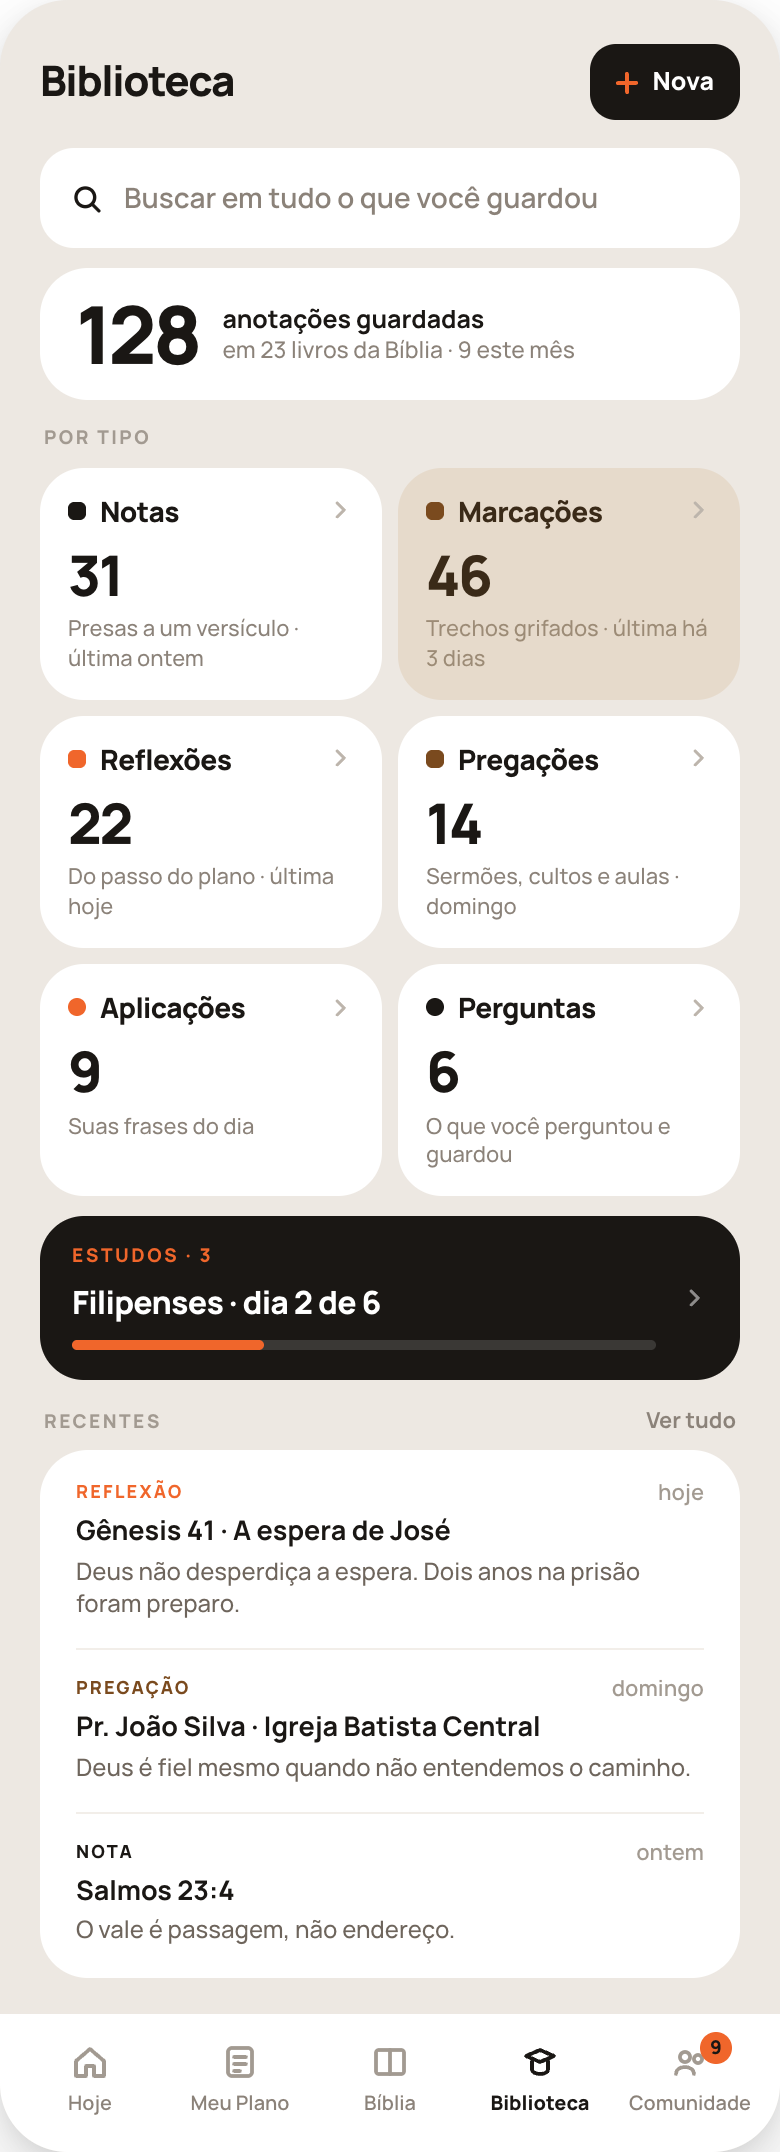 Biblioteca
Nova
Buscar em tudo o que você guardou
128
anotações guardadas
em 23 livros da Bíblia · 9 este mês
POR TIPO
Notas
31
Presas a um versículo ·
última ontem
Marcações
46
Trechos grifados · última há
3 dias
Reflexões
22
Do passo do plano · última
hoje
Pregações
14
Sermões, cultos e aulas ·
domingo
Aplicações
9
Suas frases do dia
Perguntas
6
O que você perguntou e
guardou
ESTUDOS · 3
Filipenses · dia 2 de 6
RECENTES
Ver tudo
REFLEXÃO
hoje
Gênesis 41 · A espera de José
Deus não desperdiça a espera. Dois anos na prisão
foram preparo.
PREGAÇÃO
domingo
Pr. João Silva · Igreja Batista Central
Deus é fiel mesmo quando não entendemos o caminho.
NOTA
ontem
Salmos 23:4
O vale é passagem, não endereço.
Hoje
Meu Plano
Bíblia
Biblioteca
9
Comunidade